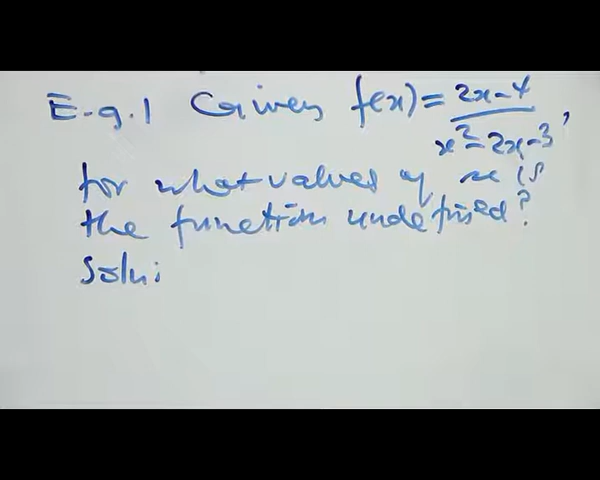 E.g.1 Given f(x) = 2x-4 / x²-2x-3,
for what values of x is
the function undefined?
Soln: